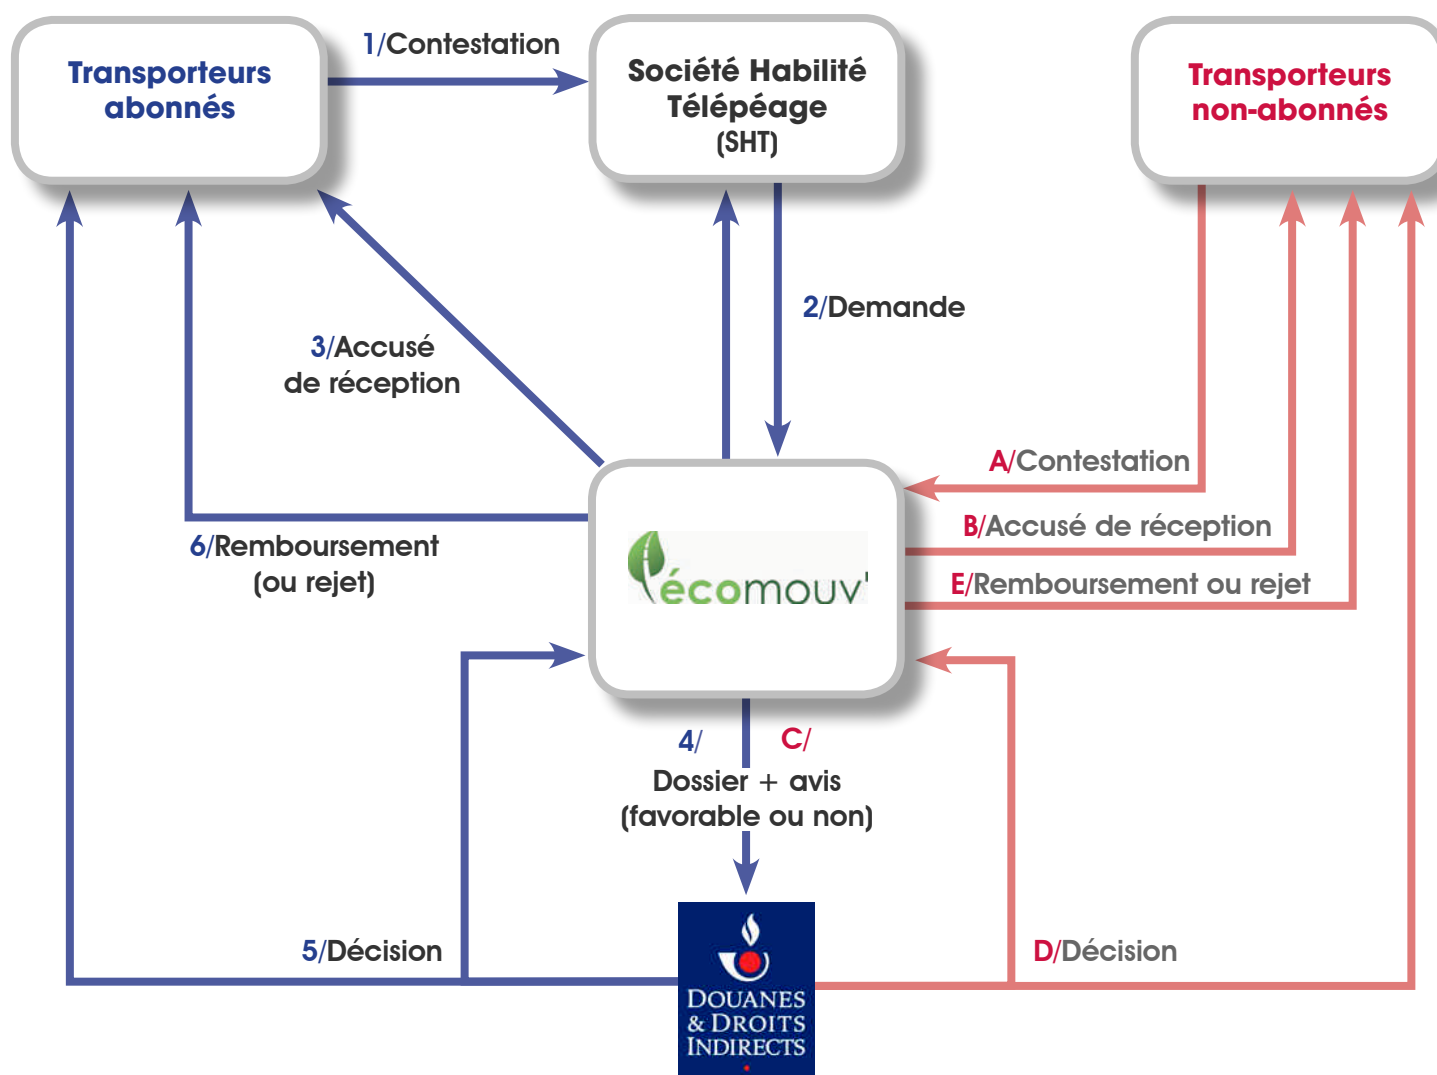 1/Contestation
Transporteurs
abonnés
Société Habilité
Télépéage
(SHT)
Transporteurs
non-abonnés
2/Demande
3/Accusé
de réception
A/Contestation
B/Accusé de réception
6/Remboursement
(ou rejet)
écomouv'
E/Remboursement ou rejet
4/
C/
Dossier + avis
(favorable ou non)
5/Décision
D/Décision
DOUANES
& DROITS
INDIRECTS